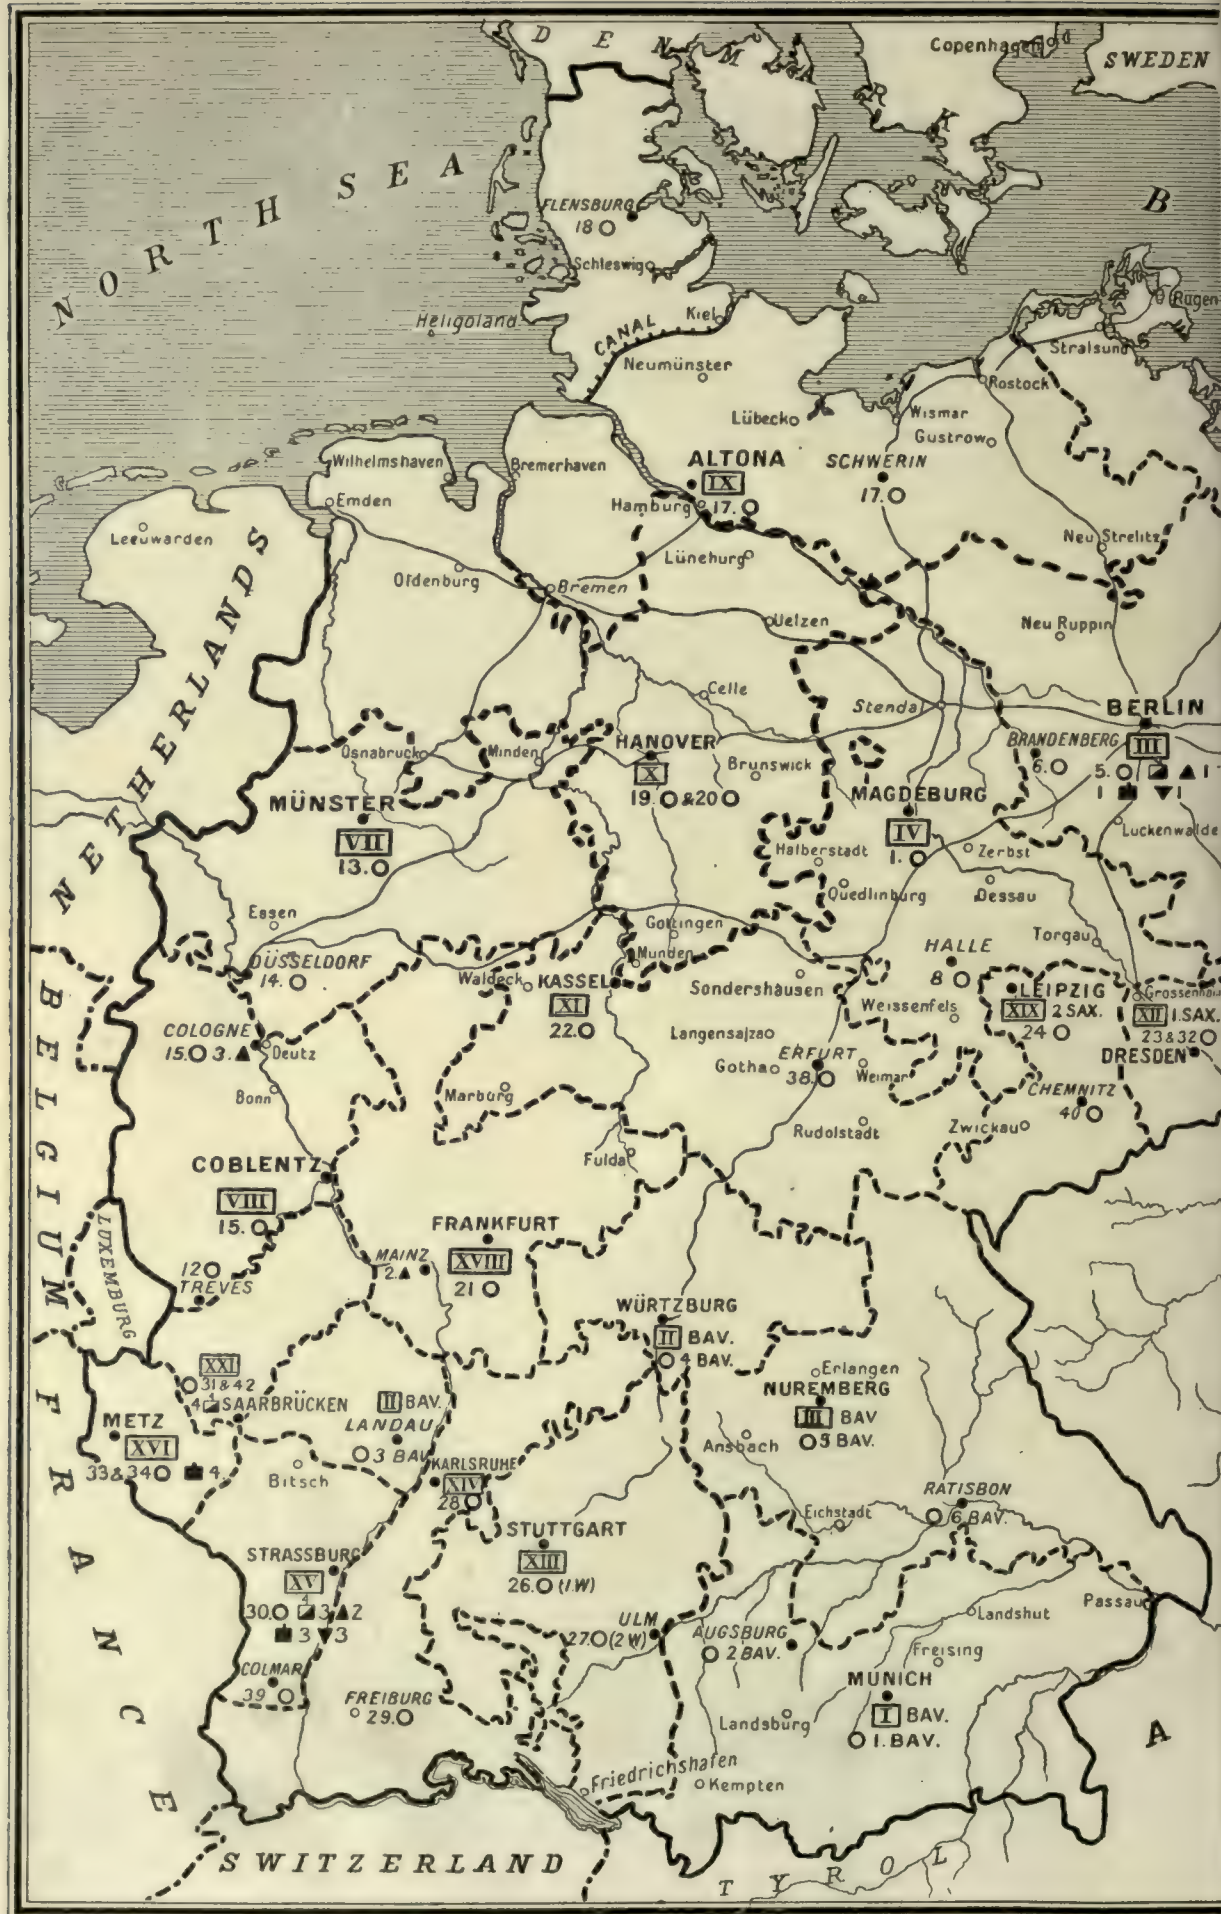 DENMARK
Copenhagen
SWEDEN
NORTH SEA
B
FLENSBURG
18
Schleswig
Heligoland
Kiel
CANAL
Rügen
Stralsund
Neumünster
Rostock
Lübeck
Wismar
Gustrow
ALTONA
SCHWERIN
IX
Wilhelmshaven
Bremerhaven
Hamburg
17.
17.
Emden
Leeuwarden
Lüneburg
Neu Strelitz
Oldenburg
Bremen
Uelzen
Neu Ruppin
NETHERLANDS
Celle
Stendal
BERLIN
Osnabruck
Minden
HANOVER
BRANDENBERG
III
X
Brunswick
6.
5. 1
19. & 20
1 1
MÜNSTER
MAGDEBURG
VII
IV
Luckenwalde
13.
Halberstadt
1.
Zerbst
Quedlinburg
Dessau
Essen
Gottingen
Torgau
DÜSSELDORF
Munden
HALLE
14.
Waldeck
KASSEL
Sondershausen
8
LEIPZIG
Grossenhain
XI
Weissenfels
XIX 2 SAX.
XII 1. SAX.
COLOGNE
22.
Langensalza
24
23 & 32
15. 3.
Deutz
ERFURT
DRESDEN
Gotha
38.
Weimar
Bonn
Marburg
CHEMNITZ
40
Rudolstadt
Zwickau
BELGIUM
COBLENTZ
Fulda
VIII
15.
FRANKFURT
LUXEMBURG
12
MAINZ
XVIII
TREVES
2.
21
WÜRTZBURG
II BAV.
XXI
4 BAV.
Erlangen
31 & 42
NUREMBERG
4 SAARBRÜCKEN
II BAV.
III BAV
METZ
LANDAU
5 BAV.
XVI
3 BAV
Ansbach
33 & 34 4.
KARLSRUHE
Bitsch
XIV
28
RATISBON
6 BAV.
Eichstadt
STUTTGART
STRASSBURG
XIII
XV
26. (1.W)
30. 3 2
Landshut
Passau
3 3
ULM
AUGSBURG
27. (2 W)
2 BAV.
Freising
COLMAR
39
MUNICH
FREIBURG
I BAV.
29.
Landsburg
1. BAV.
A
Friedrichshafen
Kempten
FRANCE
SWITZERLAND
TYROL